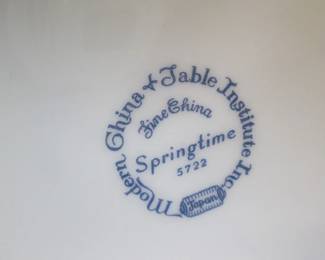 Modern China & Table Institute Inc.
Fine China
Springtime
5722
Japan